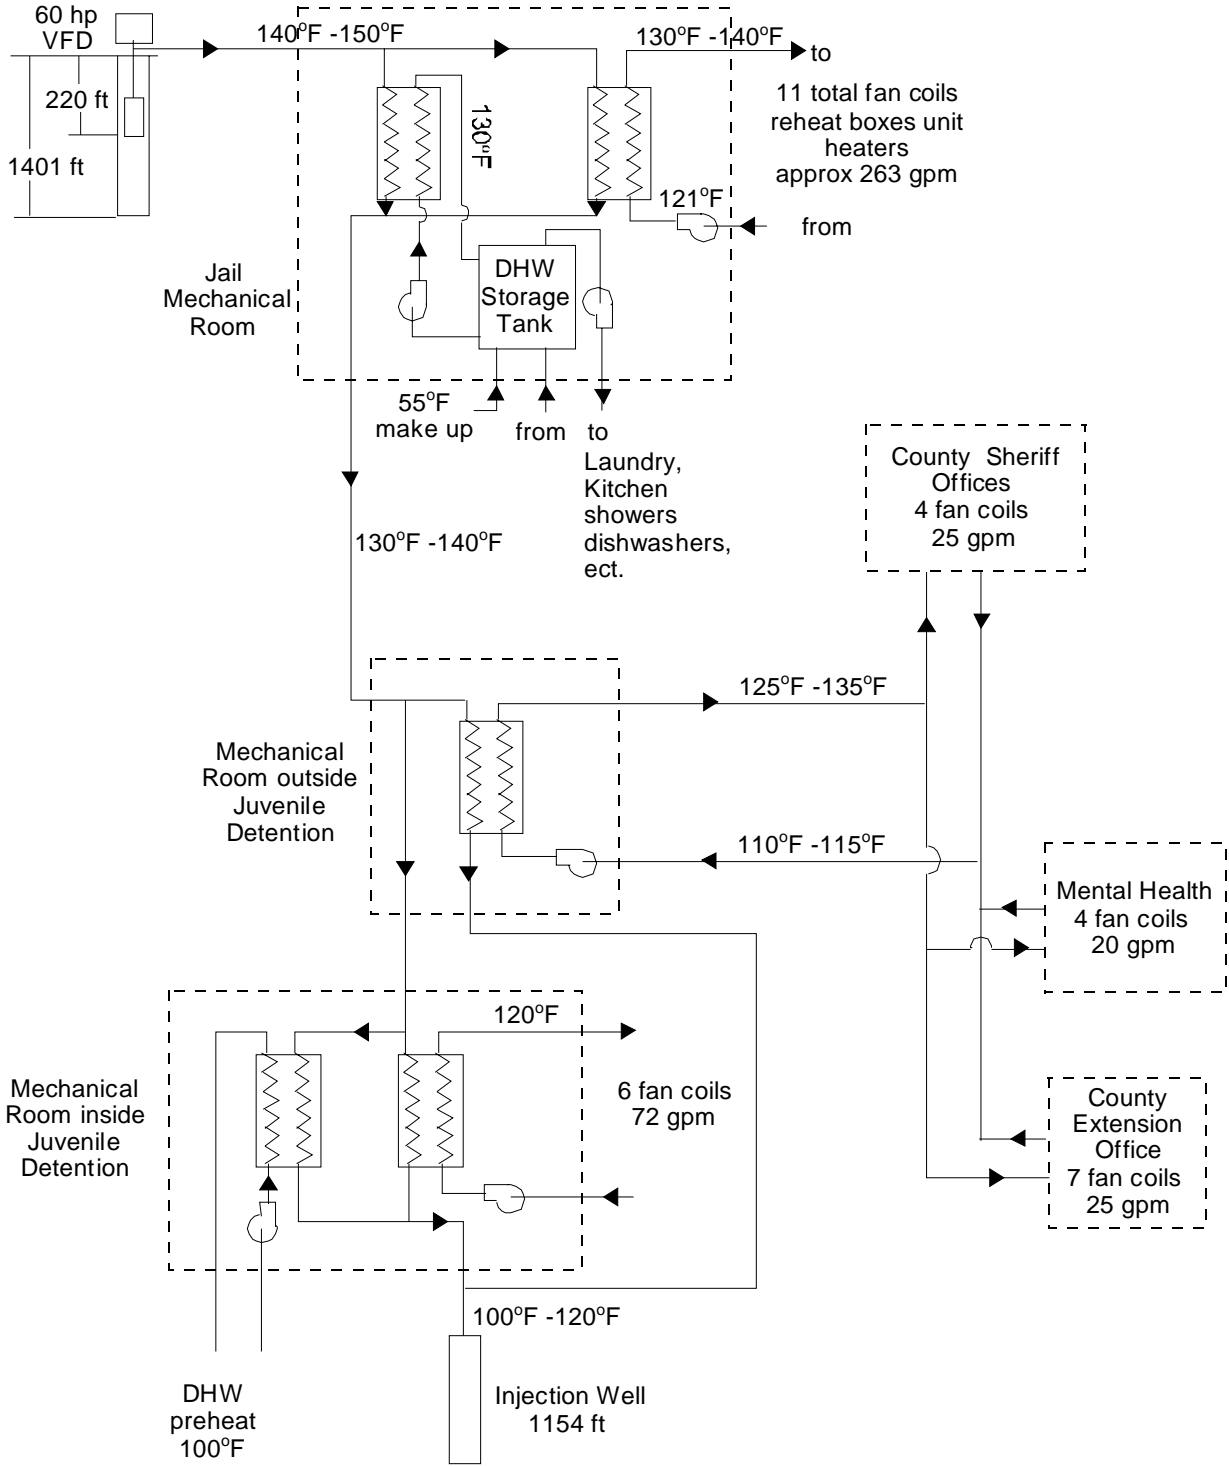 60 hp
VFD
220 ft
1401 ft
140°F -150°F
130°F -140°F
to
11 total fan coils
reheat boxes unit
heaters
approx 263 gpm
130°F
121°F
from
Jail
Mechanical
Room
DHW
Storage
Tank
55°F
make up
from
to
Laundry,
Kitchen
showers
dishwashers,
ect.
130°F -140°F
County Sheriff
Offices
4 fan coils
25 gpm
Mechanical
Room outside
Juvenile
Detention
125°F -135°F
110°F -115°F
Mental Health
4 fan coils
20 gpm
Mechanical
Room inside
Juvenile
Detention
120°F
6 fan coils
72 gpm
County
Extension
Office
7 fan coils
25 gpm
100°F -120°F
DHW
preheat
100°F
Injection Well
1154 ft